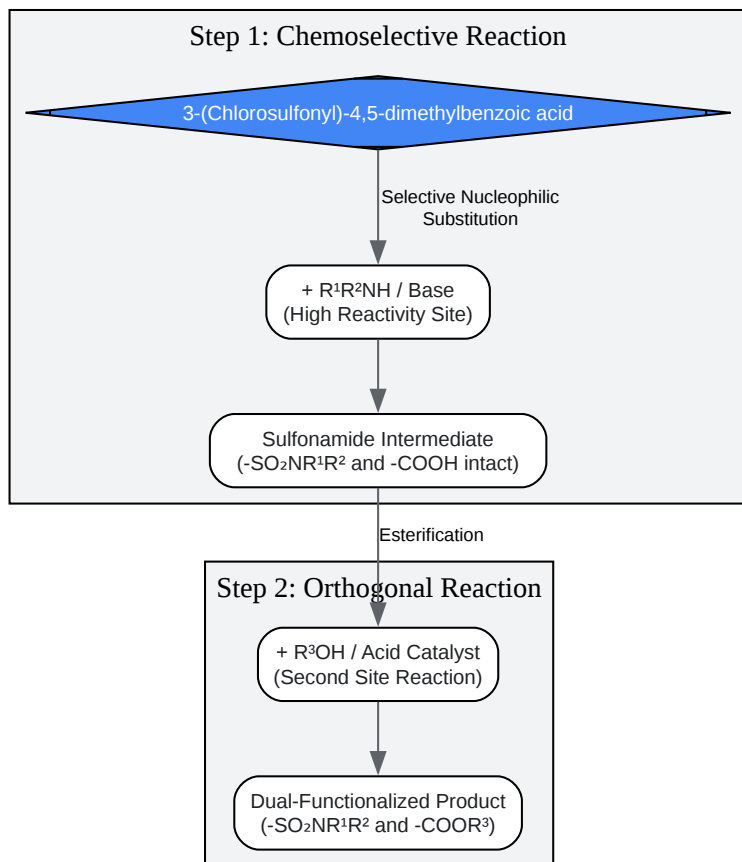 Step 1: Chemoselective Reaction
3-(Chlorosulfonyl)-4,5-dimethylbenzoic acid
Selective Nucleophilic
Substitution
+ R¹R²NH / Base
(High Reactivity Site)
Sulfonamide Intermediate
(-SO₂NR¹R² and -COOH intact)
Esterification
Step 2: Orthogonal Reaction
+ R³OH / Acid Catalyst
(Second Site Reaction)
Dual-Functionalized Product
(-SO₂NR¹R² and -COOR³)